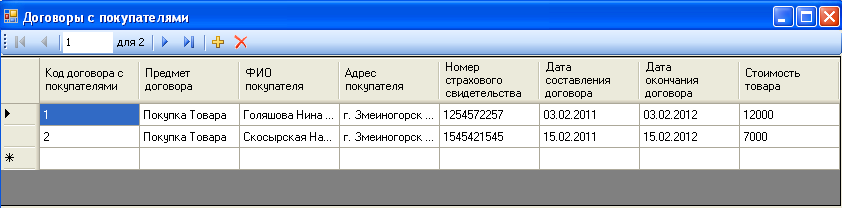 Договоры с покупателями
1 для 2
Код договора с покупателями Предмет договора ФИО покупателя Адрес покупателя Номер страхового свидетельства Дата составления договора Дата окончания договора Стоимость товара
1 Покупка Товара Голяшова Нина ... г. Змеиногорск ... 1254572257 03.02.2011 03.02.2012 12000
2 Покупка Товара Скосырская На... г. Змеиногорск ... 1545421545 15.02.2011 15.02.2012 7000